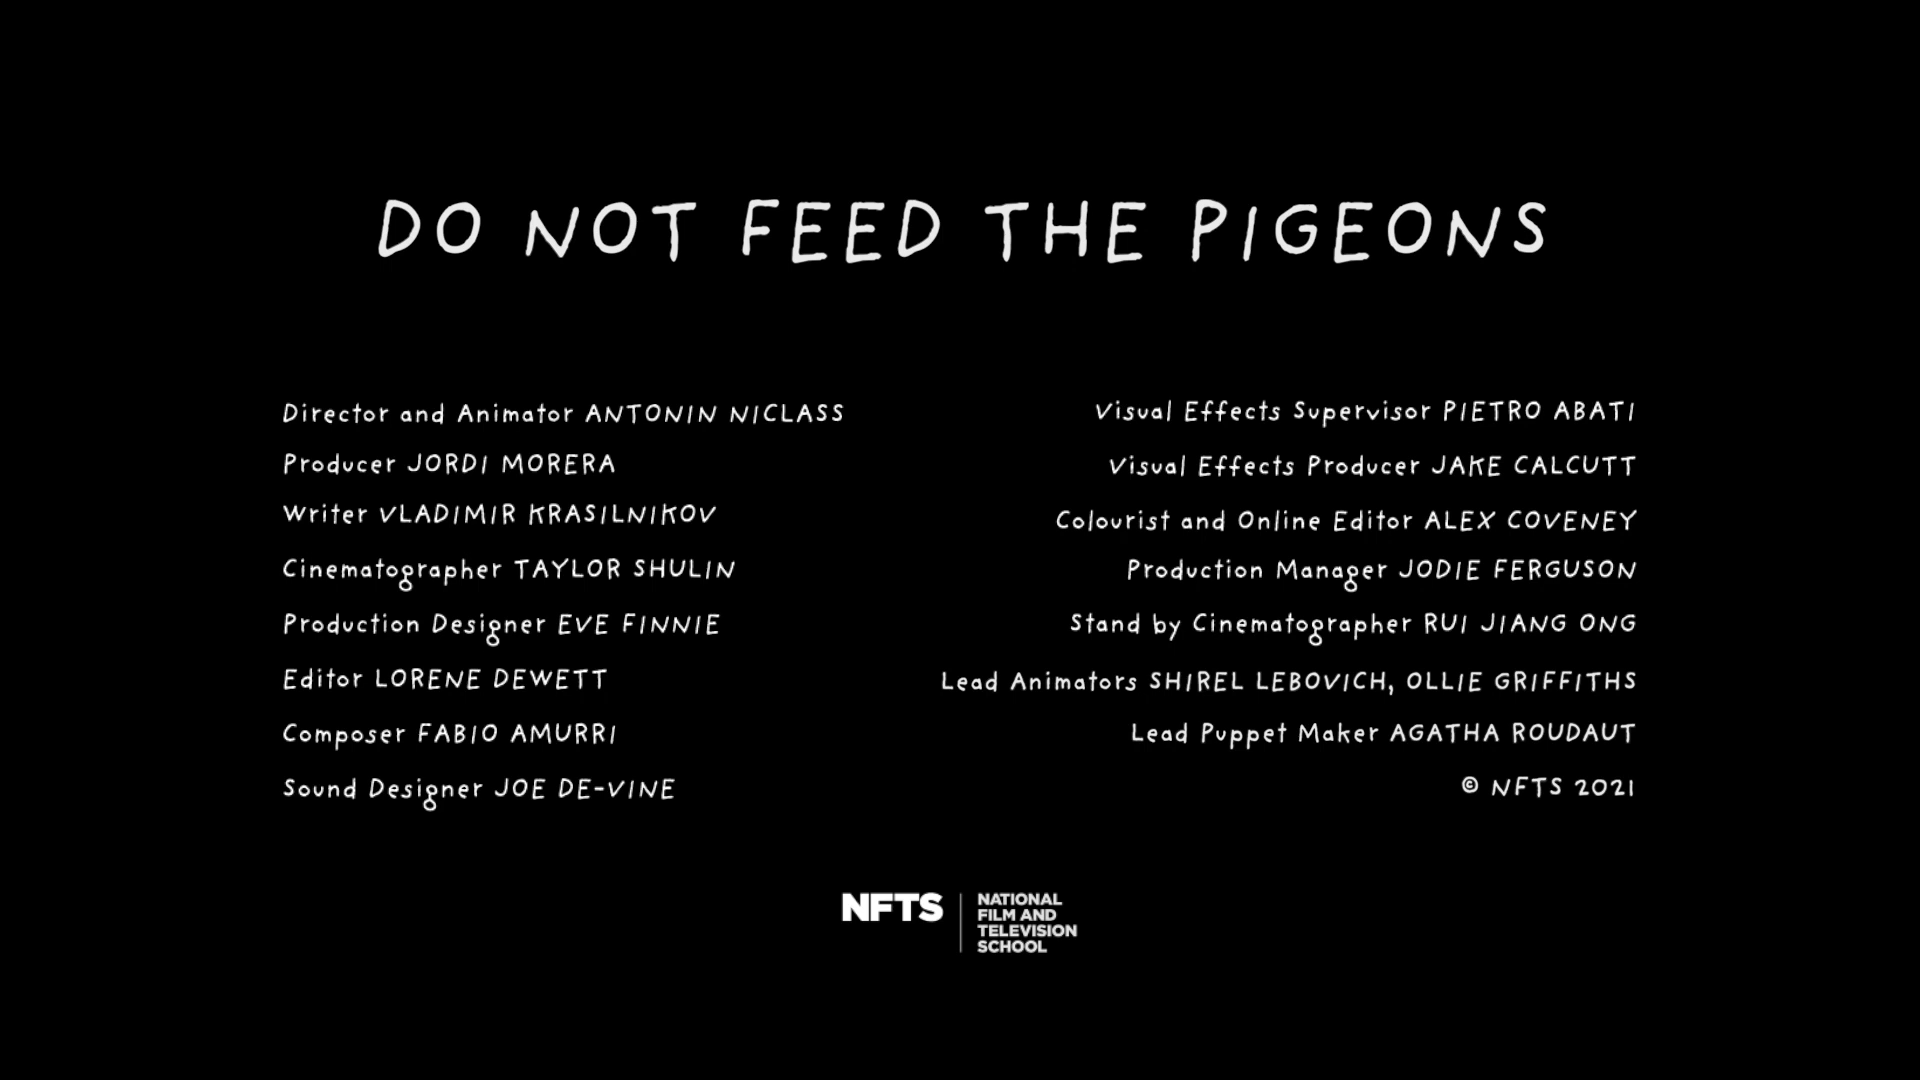 DO NOT FEED THE PIGEONS
Director and Animator ANTONIN NICLASS
Producer JORDI MORERA
Writer VLADIMIR KRASILNIKOV
Cinematographer TAYLOR SHULIN
Production Designer EVE FINNIE
Editor LORENE DEWETT
Composer FABIO AMURRI
Sound Designer JOE DE-VINE
Visual Effects Supervisor PIETRO ABATI
Visual Effects Producer JAKE CALCUTT
Colourist and Online Editor ALEX COVENEY
Production Manager JODIE FERGUSON
Stand by Cinematographer RUI JIANG ONG
Lead Animators SHIREL LEBOVICH, OLLIE GRIFFITHS
Lead Puppet Maker AGATHA ROUDAUT
© NFTS 2021
NFTS
NATIONAL
FILM AND
TELEVISION
SCHOOL